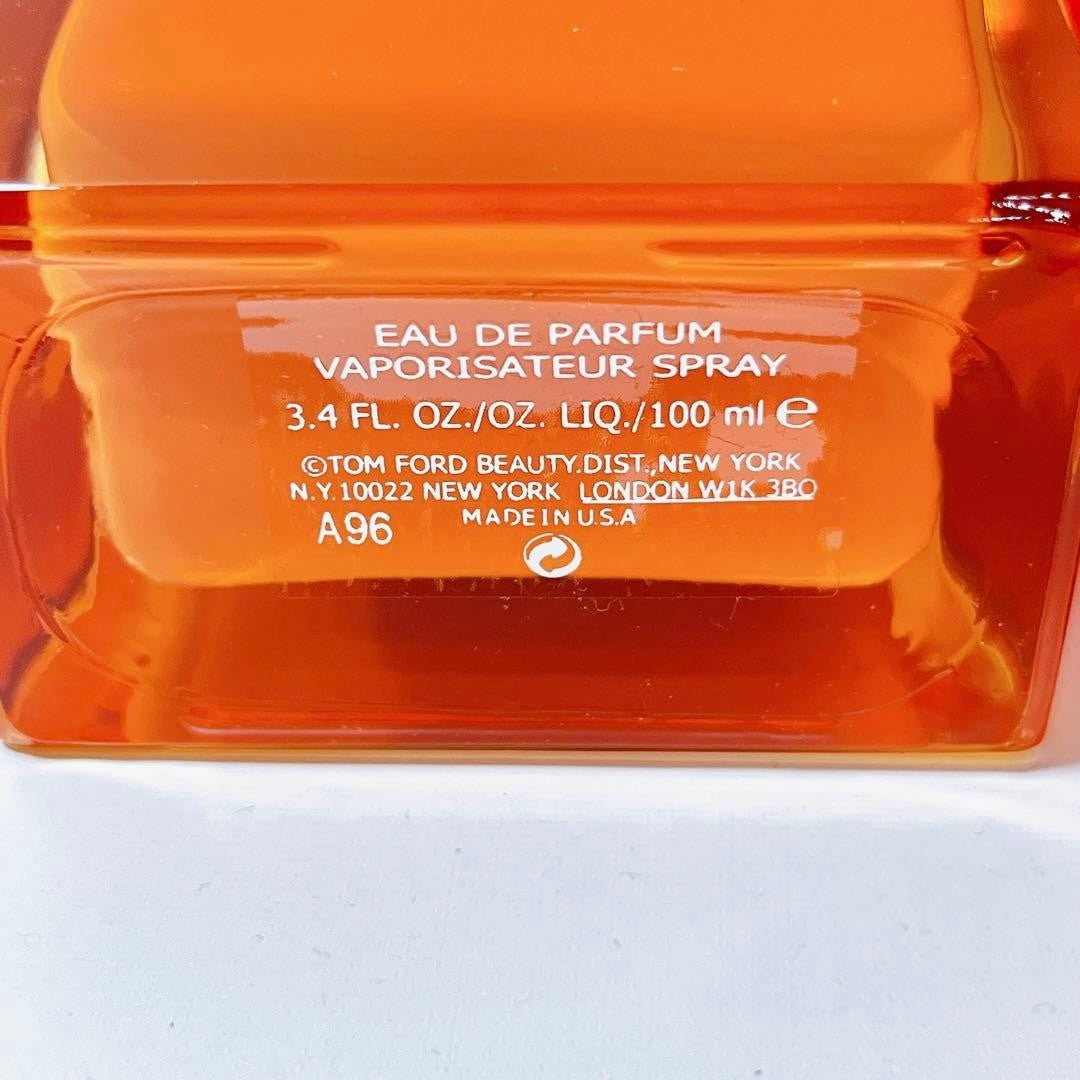 EAU DE PARFUM
VAPORISATEUR SPRAY
3.4 FL. OZ./OZ. LIQ./100 ml ℮
©TOM FORD BEAUTY.DIST.,NEW YORK
N.Y.10022 NEW YORK LONDON W1K 3BQ
MADE IN U.S.A
A96